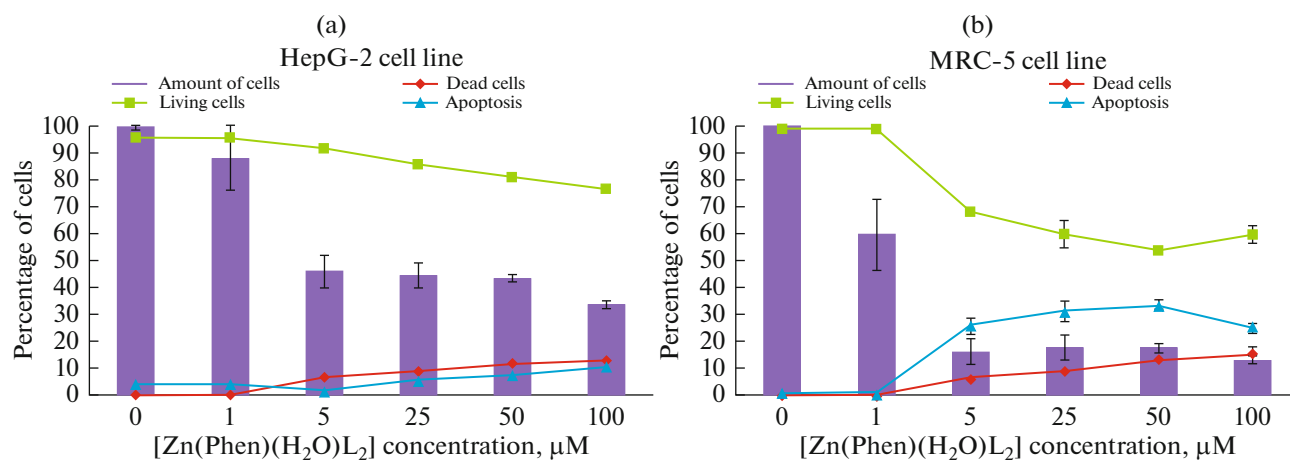 (a)
HepG-2 cell line
Amount of cells
Dead cells
Living cells
Apoptosis
Percentage of cells
100
90
80
70
60
50
40
30
20
10
0
0 1 5 25 50 100
[Zn(Phen)(H₂O)L₂] concentration, μM
(b)
MRC-5 cell line
Amount of cells
Dead cells
Living cells
Apoptosis
Percentage of cells
100
90
80
70
60
50
40
30
20
10
0
0 1 5 25 50 100
[Zn(Phen)(H₂O)L₂] concentration, μM